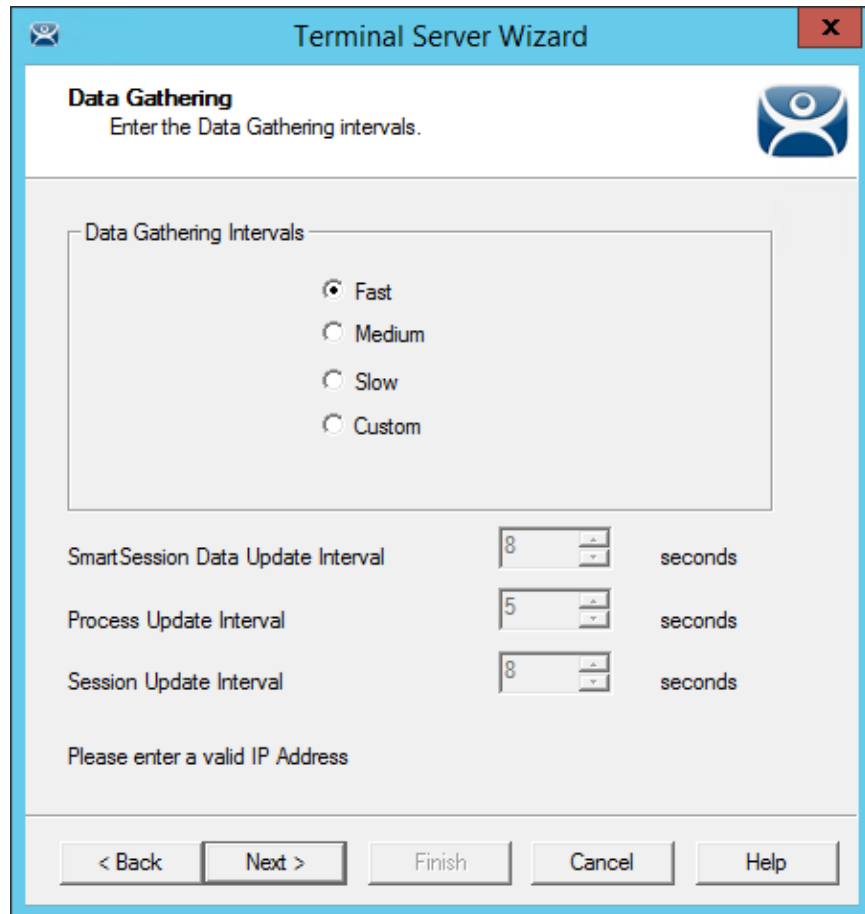 Terminal Server Wizard
x
Data Gathering
Enter the Data Gathering intervals.
Data Gathering Intervals
Fast
Medium
Slow
Custom
SmartSession Data Update Interval 8 seconds
Process Update Interval 5 seconds
Session Update Interval 8 seconds
Please enter a valid IP Address
< Back Next > Finish Cancel Help